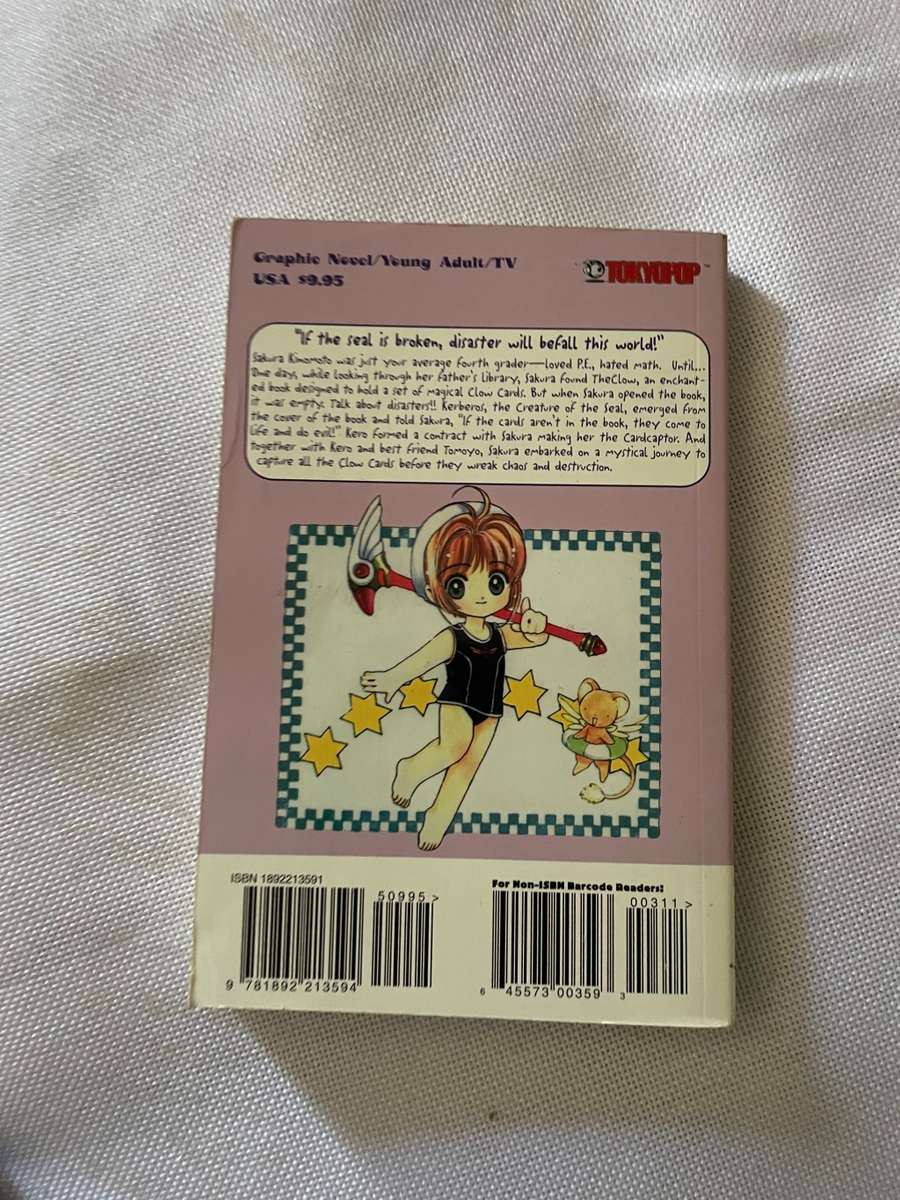 Graphic Novel/Young Adult/TV
USA $9.95
TOKYOPOP™
"If the seal is broken, disaster will befall this world!"
Sakura Kinomoto was just your average fourth grader—loved P.E., hated math. Until...
One day, while looking through her father's library, Sakura found TheClow, an enchant-
ed book designed to hold a set of magical Clow Cards. But when Sakura opened the book,
it was empty. Talk about disasters!! Kerberos, the Creature of the Seal, emerged from
the cover of the book and told Sakura, "If the cards aren't in the book, they come to
life and do evil!" Kero formed a contract with Sakura making her the Cardcaptor. And
together with Kero and best friend Tomoyo, Sakura embarked on a mystical journey to
capture all the Clow Cards before they wreak chaos and destruction.
ISBN 1892213591
50995>
9 781892 213594
For Non-ISBN Barcode Readers:
00311>
6 45573 00359 3